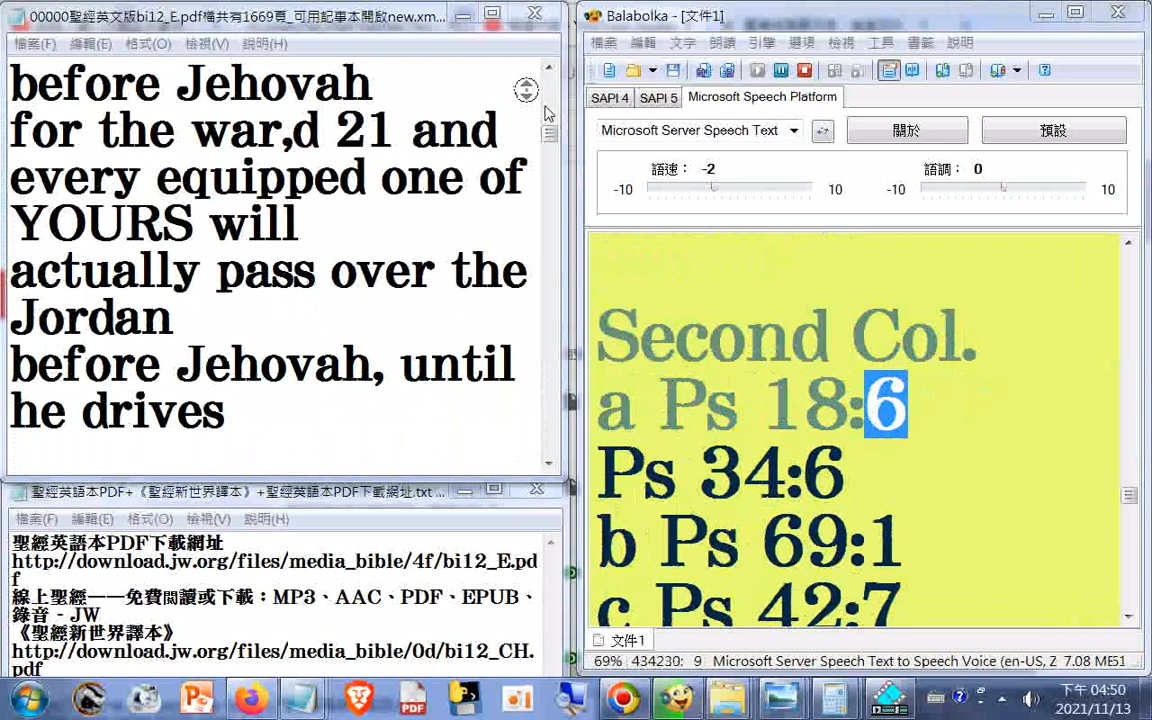 00000聖經英文版bi12_E.pdf檔共有1669頁_可用記事本開啟new.xm...
檔案(F) 編輯(E) 格式(O) 檢視(V) 說明(H)
before Jehovah
for the war,d 21 and
every equipped one of
YOURS will
actually pass over the
Jordan
before Jehovah, until
he drives
聖經英語本PDF+《聖經新世界譯本》+聖經英語本PDF下載網址.txt ...
檔案(F) 編輯(E) 格式(O) 檢視(V) 說明(H)
聖經英語本PDF下載網址
http://download.jw.org/files/media_bible/4f/bi12_E.pd
f
線上聖經——免費閱讀或下載：MP3、AAC、PDF、EPUB、
錄音 - JW
《聖經新世界譯本》
http://download.jw.org/files/media_bible/0d/bi12_CH.
pdf
Balabolka - [文件1]
檔案 編輯 文字 朗讀 引擎 選項 檢視 工具 書籤 說明
SAPI 4 SAPI 5 Microsoft Speech Platform
Microsoft Server Speech Text 關於 預設
語速： -2 語調： 0
-10 10 -10 10
Second Col.
a Ps 18:6
Ps 34:6
b Ps 69:1
c Ps 42:7
文件1
69% 434230: 9 Microsoft Server Speech Text to Speech Voice (en-US, Z 7.08 ME51
下午 04:50
2021/11/13